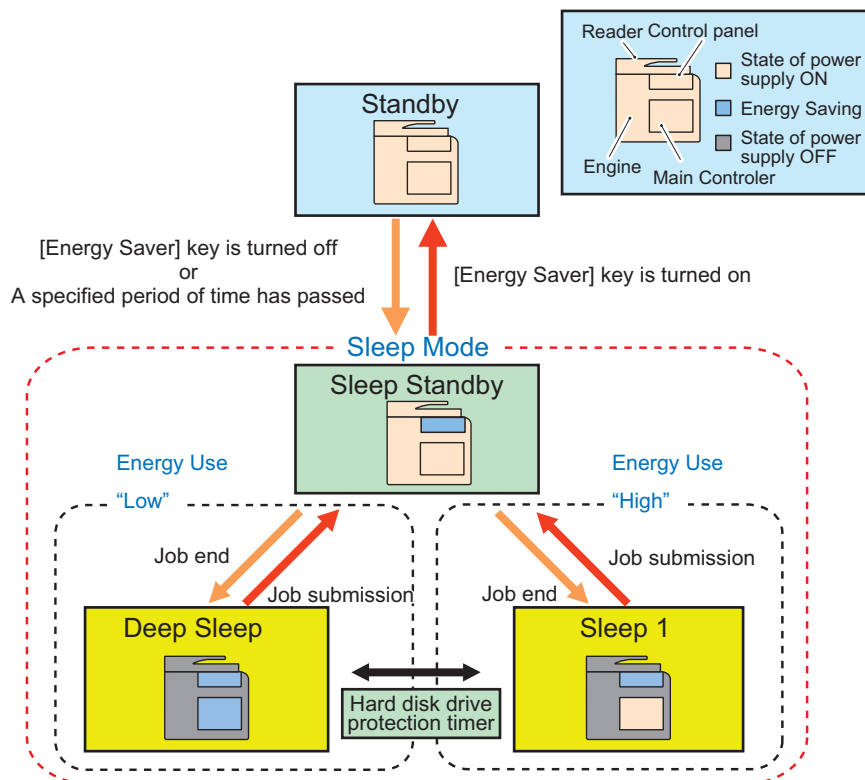 Reader Control panel
State of power
supply ON
Energy Saving
State of power
supply OFF
Engine
Main Controler
Standby
[Energy Saver] key is turned off
or
A specified period of time has passed
[Energy Saver] key is turned on
Sleep Mode
Sleep Standby
Energy Use
“Low”
Energy Use
“High”
Job end
Job submission
Job submission
Job end
Deep Sleep
Sleep 1
Hard disk drive
protection timer